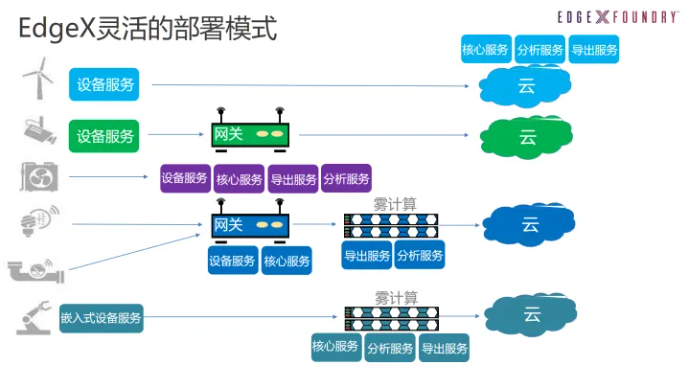 EdgeX灵活的部署模式
EDGE X FOUNDRY
核心服务 分析服务 导出服务
设备服务
云
设备服务
网关
云
设备服务 核心服务 导出服务 分析服务
雾计算
网关
云
设备服务 核心服务
导出服务 分析服务
雾计算
嵌入式设备服务
云
核心服务 分析服务 导出服务